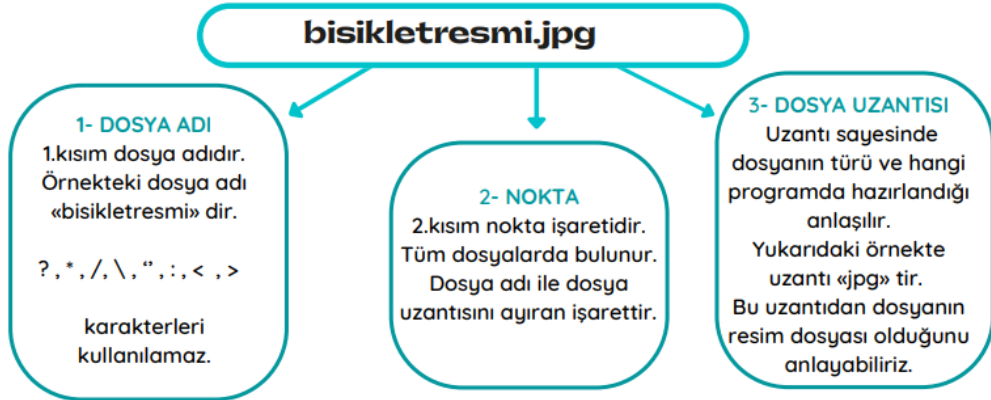 bisikletresmi.jpg
1- DOSYA ADI
1.kısım dosya adıdır.
Örnekteki dosya adı
«bisikletresmi» dir.
? , * , /, \ , “ , : , < , >
karakterleri
kullanılamaz.
2- NOKTA
2.kısım nokta işaretidir.
Tüm dosyalarda bulunur.
Dosya adı ile dosya
uzantısını ayıran işarettir.
3- DOSYA UZANTISI
Uzantı sayesinde
dosyanın türü ve hangi
programda hazırlandığı
anlaşılır.
Yukarıdaki örnekte
uzantı «jpg» tir.
Bu uzantıdan dosyanın
resim dosyası olduğunu
anlayabiliriz.